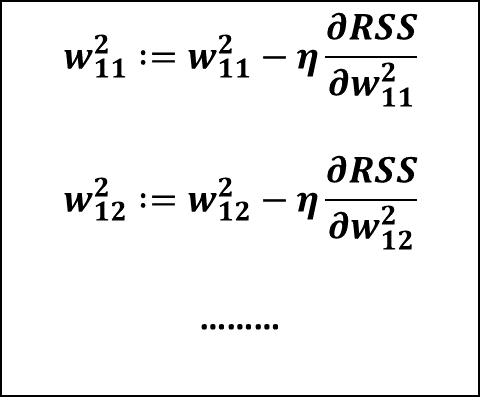 w²₁₁ := w²₁₁ − η ∂RSS/∂w²₁₁
w²₁₂ := w²₁₂ − η ∂RSS/∂w²₁₂
..........